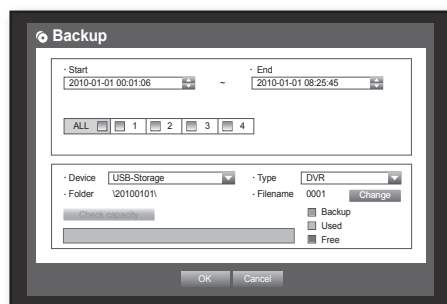 Backup
· Start
· End
2010-01-01 00:01:06 ~ 2010-01-01 08:25:45
ALL 1 2 3 4
· Device USB-Storage · Type DVR
· Folder \20100101\ · Filename 0001 Change
Check capacity
Backup
Used
Free
OK Cancel